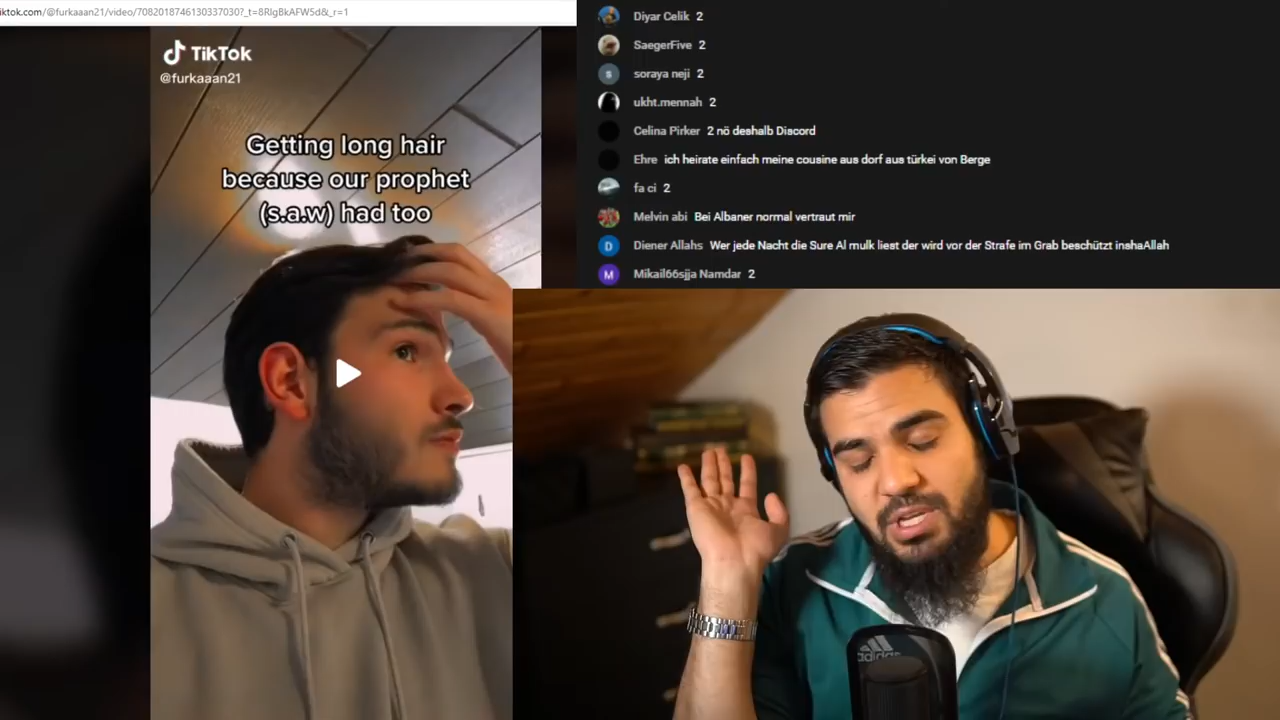 iktok.com/@furkaaan21/video/7082018746130337030?_t=8RlgBkAFW5d&_r=1
TikTok
@furkaaan21
Getting long hair
because our prophet
(s.a.w) had too
Diyar Celik 2
SaegerFive 2
s soraya neji 2
ukht.mennah 2
Celina Pirker 2 nö deshalb Discord
Ehre ich heirate einfach meine cousine aus dorf aus türkei von Berge
fa ci 2
Melvin abi Bei Albaner normal vertraut mir
D Diener Allahs Wer jede Nacht die Sure Al mulk liest der wird vor der Strafe im Grab beschützt inshaAllah
M Mikail66sjja Namdar 2
adidas